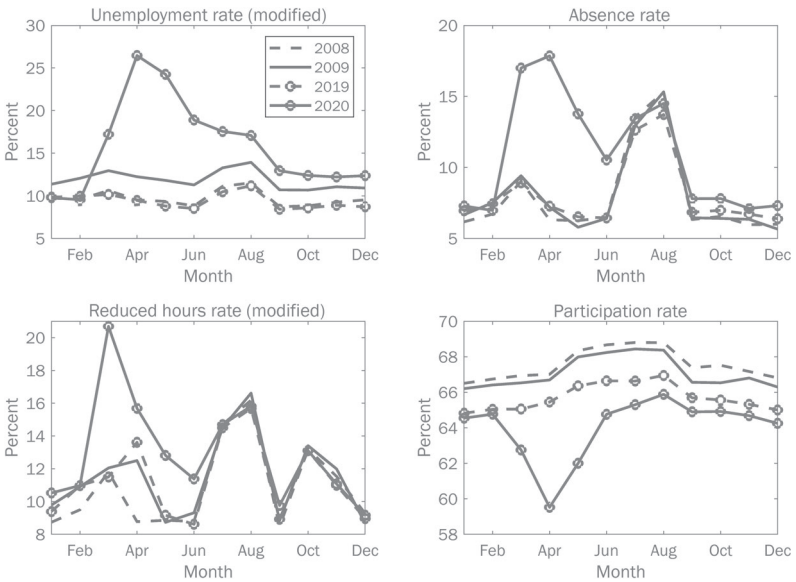 Unemployment rate (modified)
30
25
20
15
10
5
Percent
2008
2009
2019
2020
Feb Apr Jun Aug Oct Dec
Month
Absence rate
20
15
10
5
Percent
Feb Apr Jun Aug Oct Dec
Month
Reduced hours rate (modified)
20
18
16
14
12
10
8
Percent
Feb Apr Jun Aug Oct Dec
Month
Participation rate
70
68
66
64
62
60
58
Percent
Feb Apr Jun Aug Oct Dec
Month